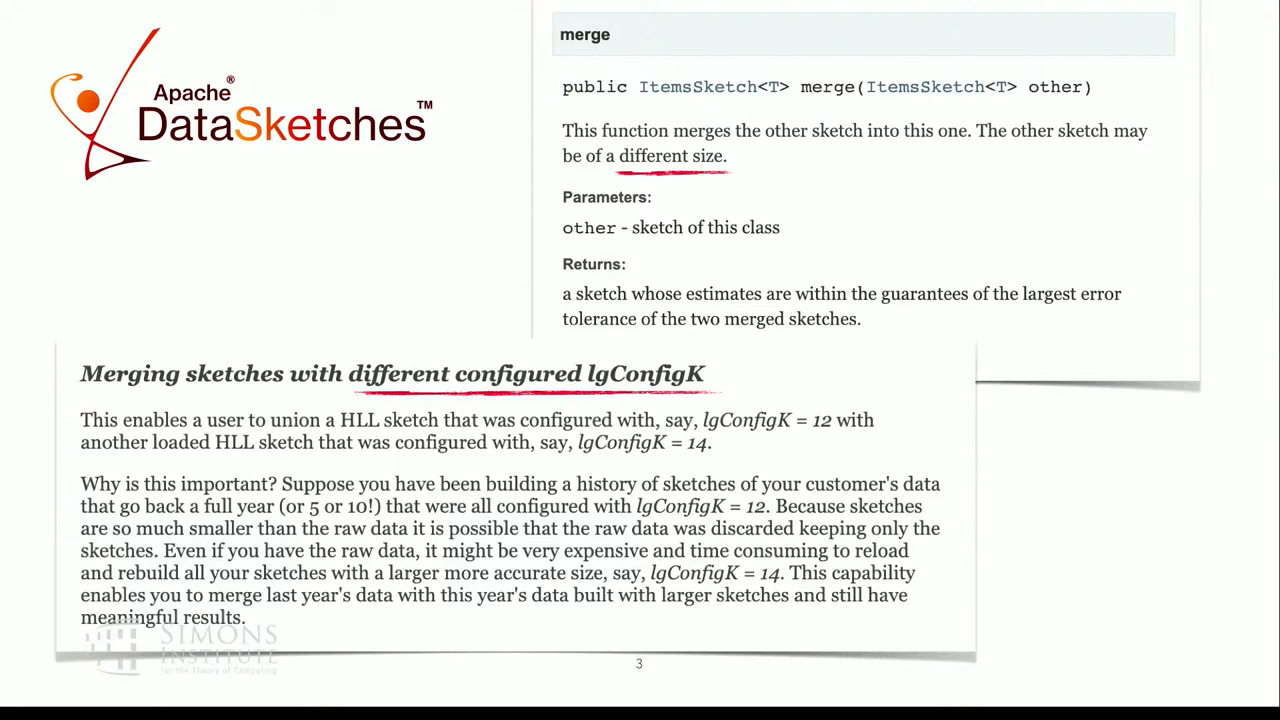 Apache®
DataSketches™
merge
public ItemsSketch<T> merge(ItemsSketch<T> other)
This function merges the other sketch into this one. The other sketch may
be of a different size.
Parameters:
other - sketch of this class
Returns:
a sketch whose estimates are within the guarantees of the largest error
tolerance of the two merged sketches.
Merging sketches with different configured lgConfigK
This enables a user to union a HLL sketch that was configured with, say, lgConfigK = 12 with
another loaded HLL sketch that was configured with, say, lgConfigK = 14.
Why is this important? Suppose you have been building a history of sketches of your customer's data
that go back a full year (or 5 or 10!) that were all configured with lgConfigK = 12. Because sketches
are so much smaller than the raw data it is possible that the raw data was discarded keeping only the
sketches. Even if you have the raw data, it might be very expensive and time consuming to reload
and rebuild all your sketches with a larger more accurate size, say, lgConfigK = 14. This capability
enables you to merge last year's data with this year's data built with larger sketches and still have
meaningful results.
SIMONS
INSTITUTE
for the Theory of Computing
3